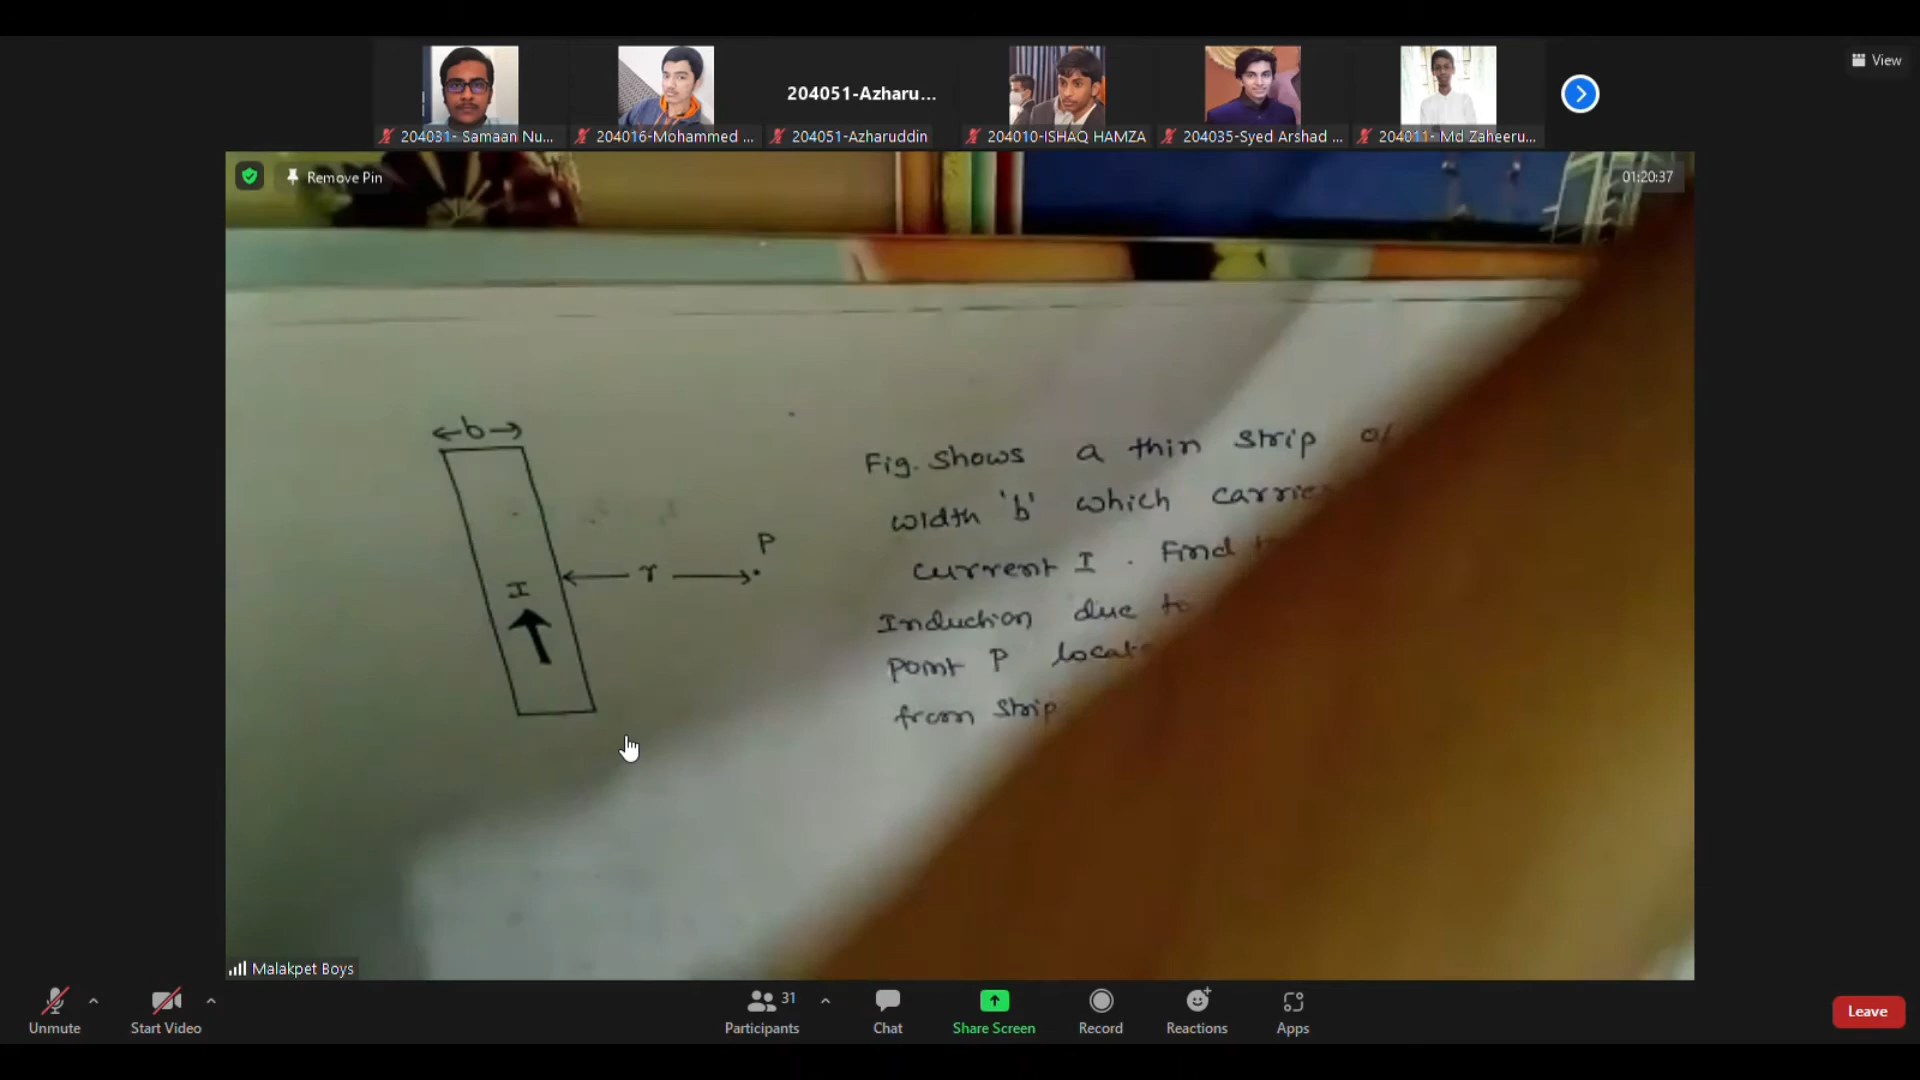 204051-Azharu...
View
204031- Samaan Nu...
204016-Mohammed ...
204051-Azharuddin
204010-ISHAQ HAMZA
204035-Syed Arshad ...
204011- Md Zaheeru...
Remove Pin
01:20:37
b
I
r
P
Fig. Shows a thin strip
width 'b' which
current I . Find
Induction due to
point P
from strip
Malakpet Boys
Unmute
Start Video
31
Participants
Chat
Share Screen
Record
Reactions
Apps
Leave